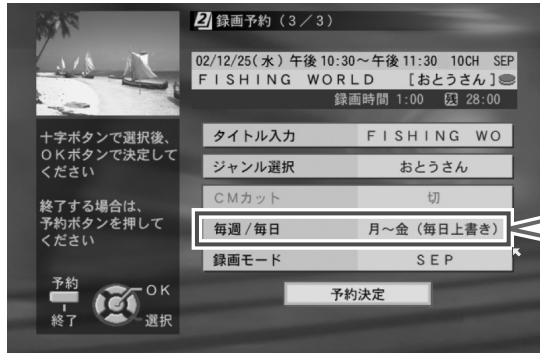 2 録画予約（3／3）
02/12/25(水) 午後10:30～午後11:30 10CH SEP
ＦＩＳＨＩＮＧ ＷＯＲＬＤ ［おとうさん］
録画時間 1:00 残 28:00
十字ボタンで選択後、
ＯＫボタンで決定して
ください
終了する場合は、
予約ボタンを押して
ください
予約
終了
ＯＫ
選択
タイトル入力 ＦＩＳＨＩＮＧ ＷＯ
ジャンル選択 おとうさん
ＣＭカット 切
毎週/毎日 月～金（毎日上書き）
録画モード ＳＥＰ
予約決定